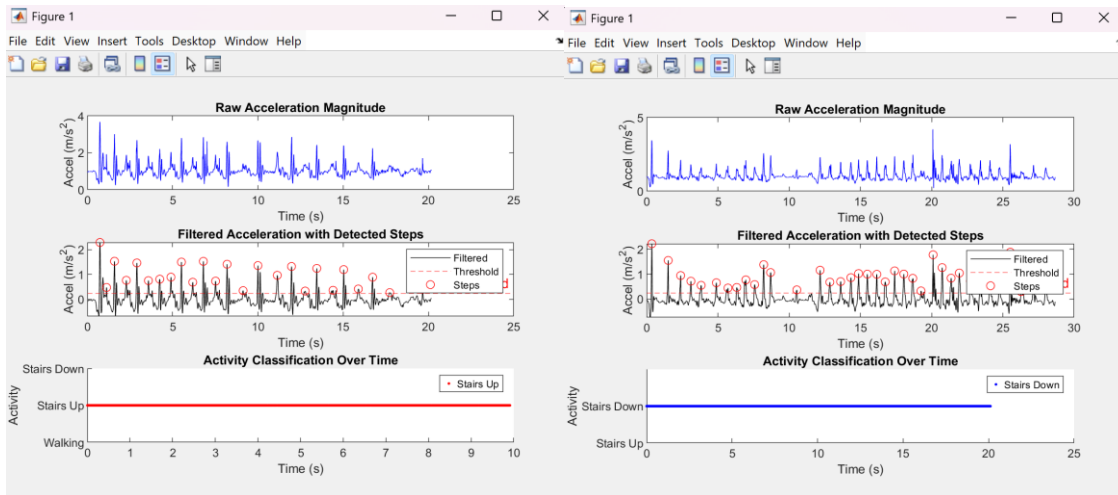 Figure 1
File Edit View Insert Tools Desktop Window Help
Raw Acceleration Magnitude
Accel (m/s²)
4
2
0
0 5 10 15 20 25
Time (s)
Filtered Acceleration with Detected Steps
Accel (m/s²)
2
1
0
Filtered
Threshold
Steps
0 5 10 15 20 25
Time (s)
Activity Classification Over Time
Activity
Stairs Down
Stairs Up
Walking
Stairs Up
0 1 2 3 4 5 6 7 8 9 10
Time (s)
Figure 1
File Edit View Insert Tools Desktop Window Help
Raw Acceleration Magnitude
Accel (m/s²)
5
0
0 5 10 15 20 25 30
Time (s)
Filtered Acceleration with Detected Steps
Accel (m/s²)
2
1
0
Filtered
Threshold
Steps
0 5 10 15 20 25 30
Time (s)
Activity Classification Over Time
Activity
Stairs Down
Stairs Up
Stairs Down
0 5 10 15 20 25
Time (s)